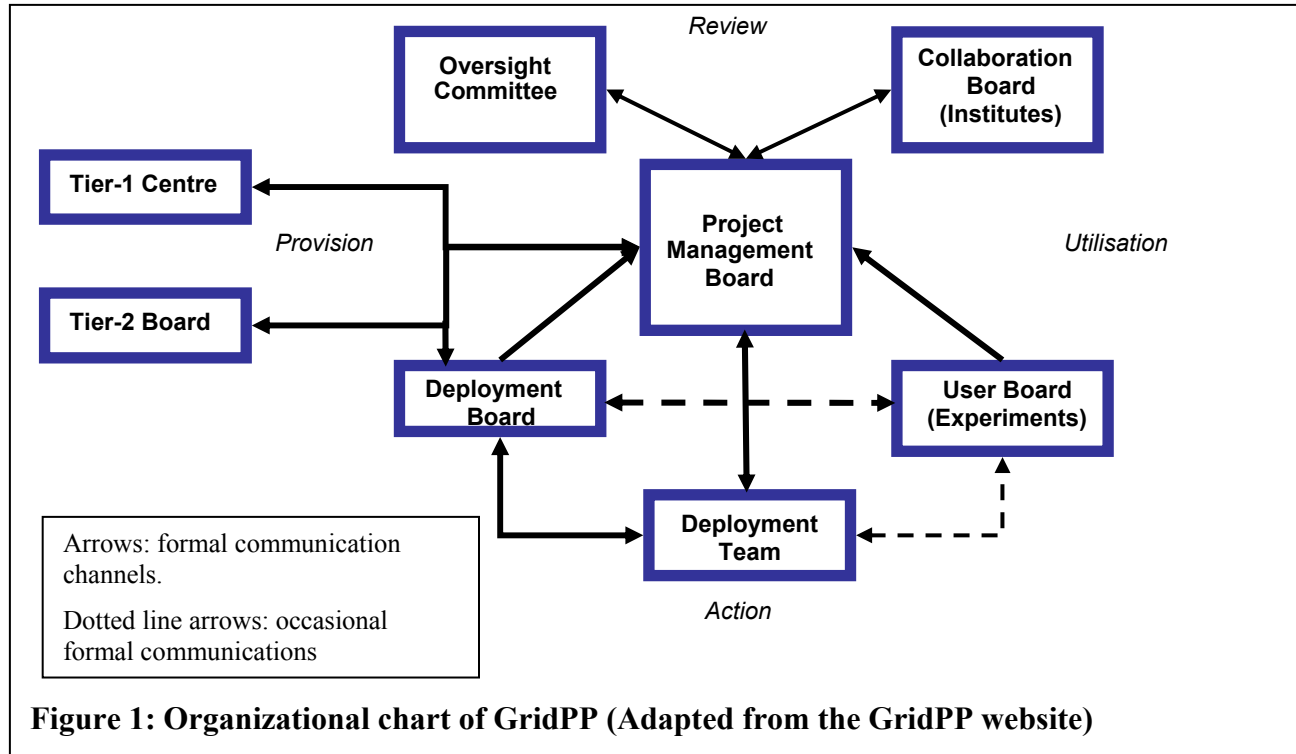 Review
Oversight
Committee
Collaboration
Board
(Institutes)
Tier-1 Centre
Provision
Project
Management
Board
Utilisation
Tier-2 Board
Deployment
Board
User Board
(Experiments)
Deployment
Team
Action
Arrows: formal communication
channels.
Dotted line arrows: occasional
formal communications
Figure 1: Organizational chart of GridPP (Adapted from the GridPP website)